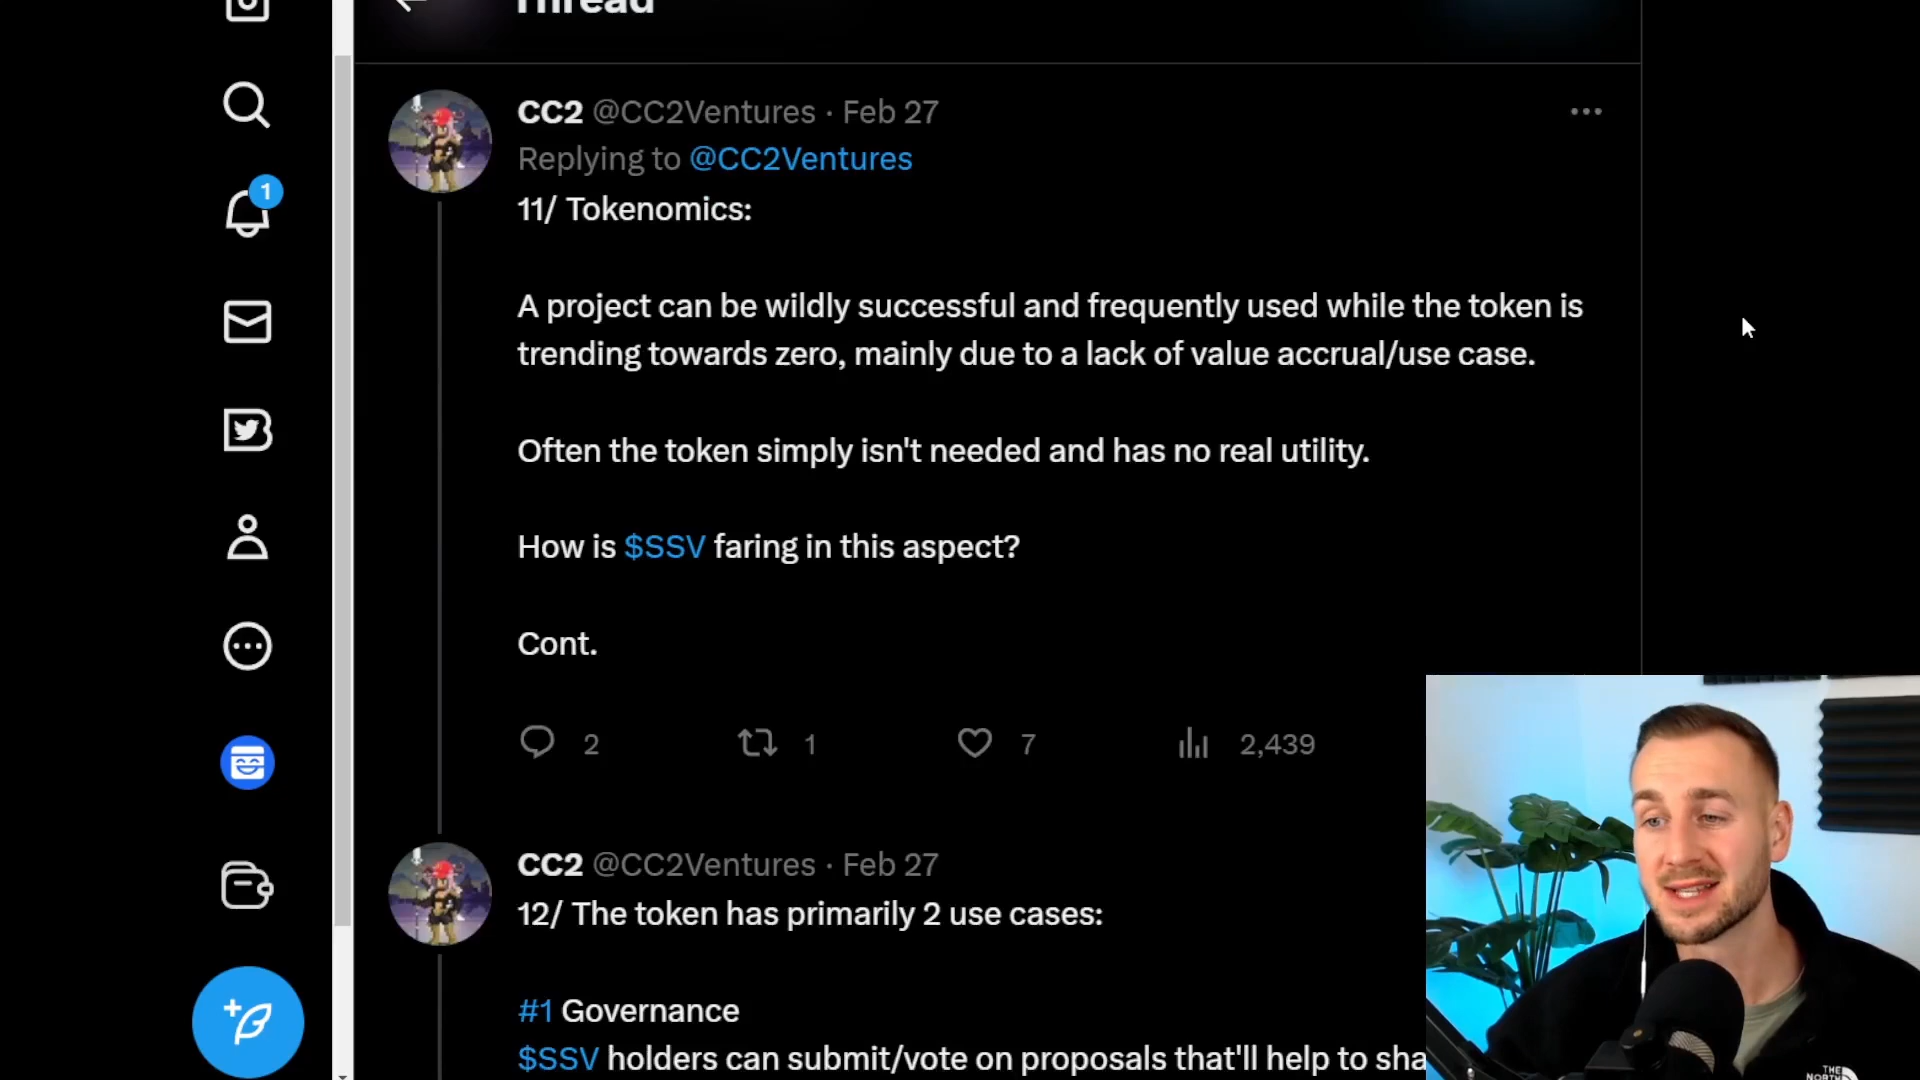 Thread
CC2 @CC2Ventures · Feb 27
Replying to @CC2Ventures
11/ Tokenomics:
A project can be wildly successful and frequently used while the token is
trending towards zero, mainly due to a lack of value accrual/use case.
Often the token simply isn't needed and has no real utility.
How is $SSV faring in this aspect?
Cont.
2 1 7 2,439
1
CC2 @CC2Ventures · Feb 27
12/ The token has primarily 2 use cases:
#1 Governance
$SSV holders can submit/vote on proposals that'll help to sha
THE
NORTH